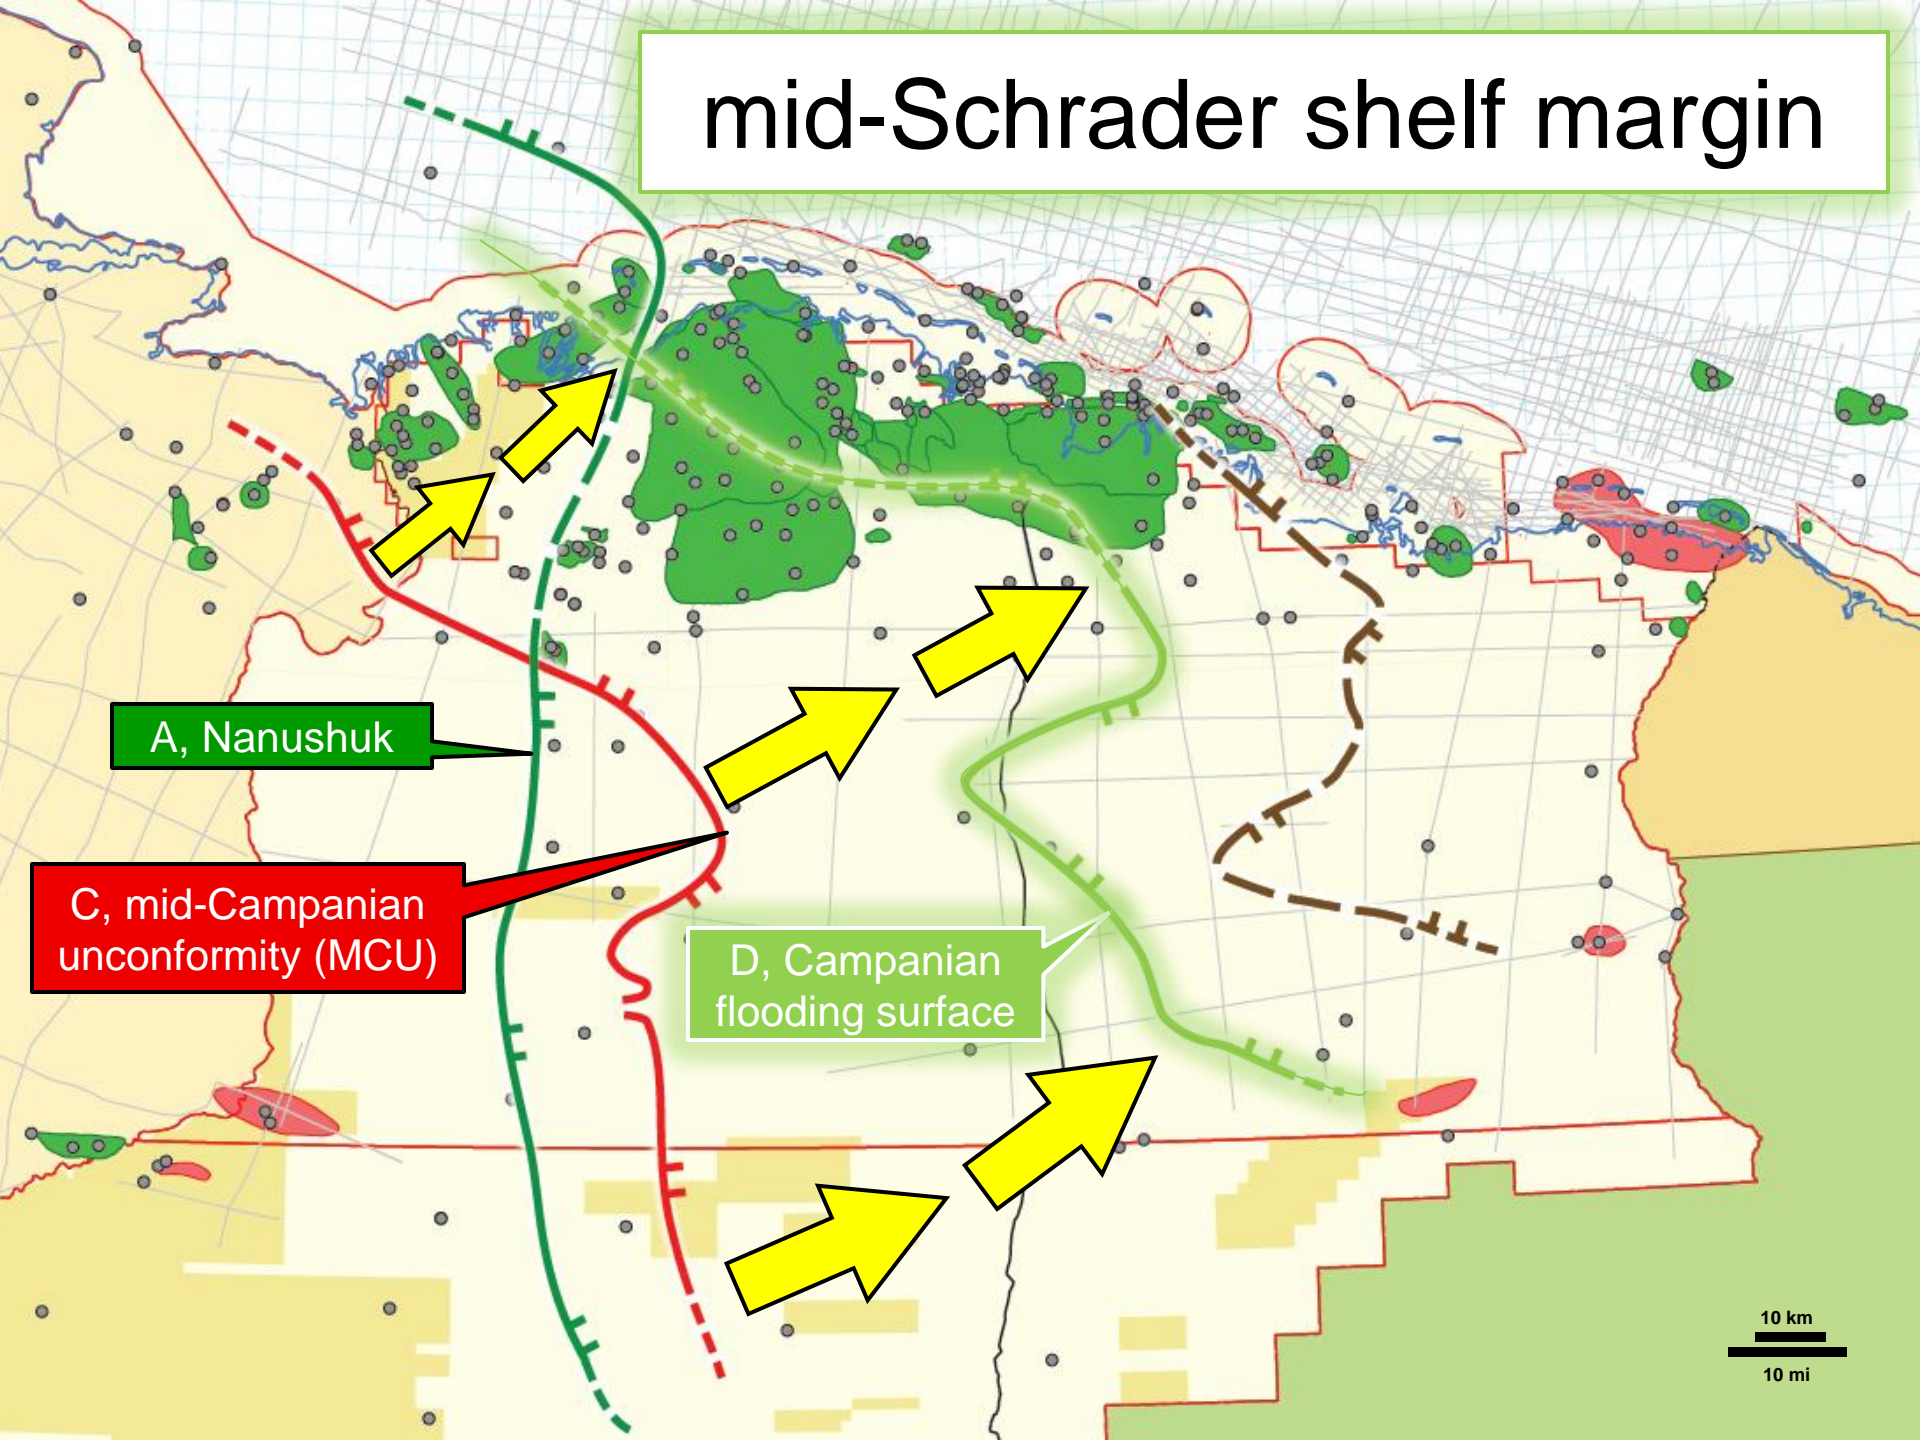 mid-Schrader shelf margin
A, Nanushuk
C, mid-Campanian
unconformity (MCU)
D, Campanian
flooding surface
10 km
10 mi